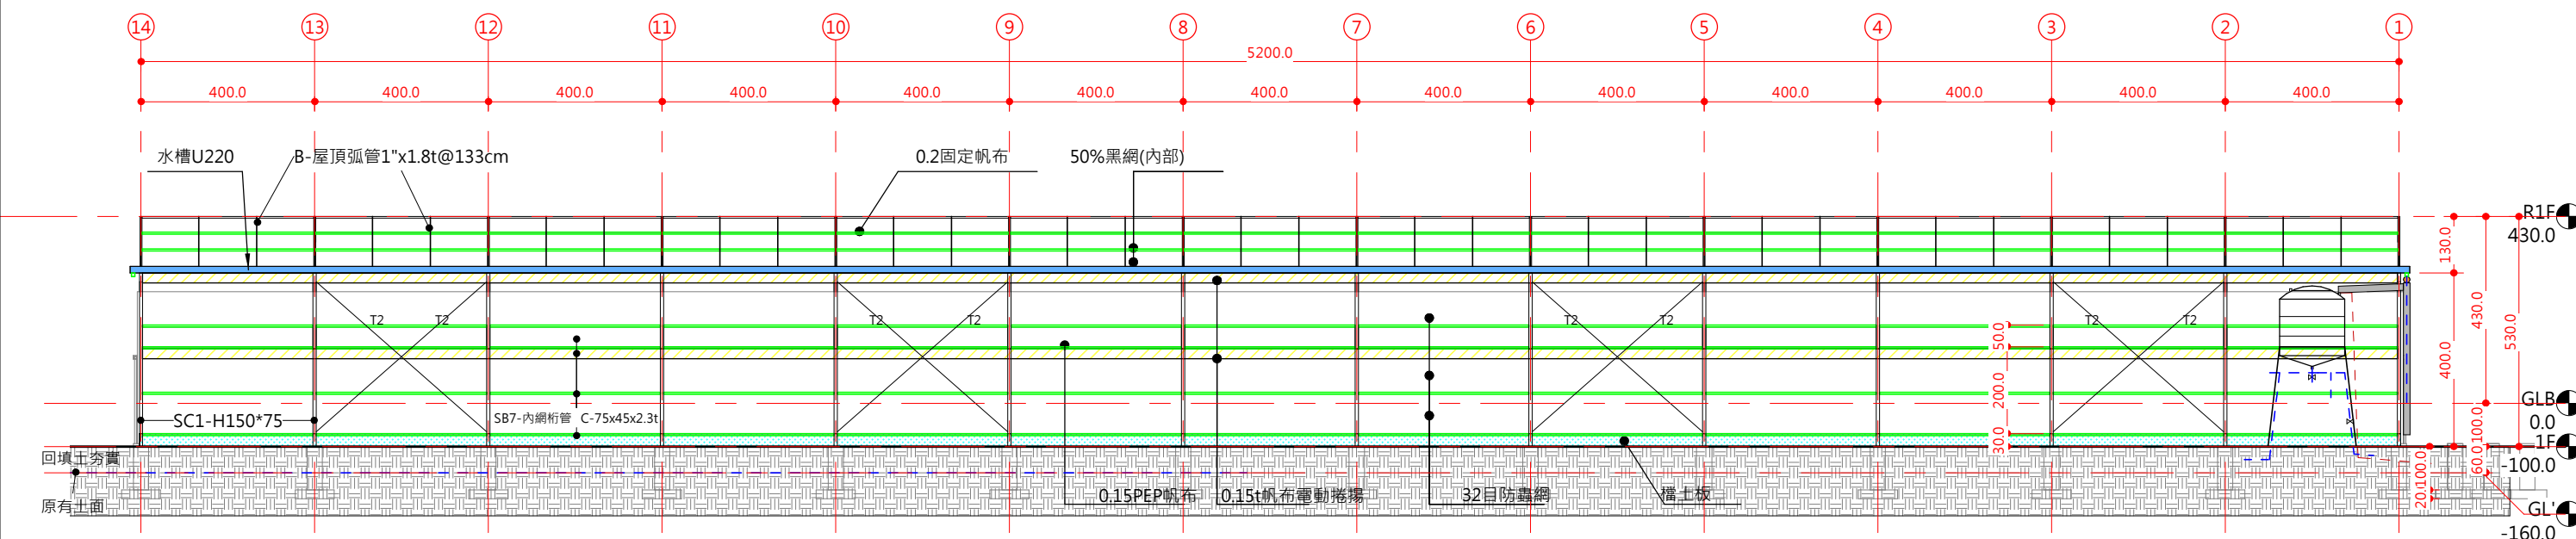 14 13 12 11 10 9 8 7 6 5 4 3 2 1
5200.0
400.0 400.0 400.0 400.0 400.0 400.0 400.0 400.0 400.0 400.0 400.0 400.0 400.0
水槽U220 B-屋頂弧管1"x1.8t@133cm 0.2固定帆布 50%黑網(內部)
R1F
430.0
130.0
430.0
530.0
400.0
T2 T2 T2 T2 T2 T2 T2 T2
50.0
200.0
30.0
SC1-H150*75 SB7-內網桁管 C-75x45x2.3t
GLB
0.0
100.0
1F
-100.0
60.0
100.0
20.0
回填土夯實
原有土面
0.15PEP帆布 0.15t帆布電動捲揚 32目防蟲網 檔土板
GL'
-160.0